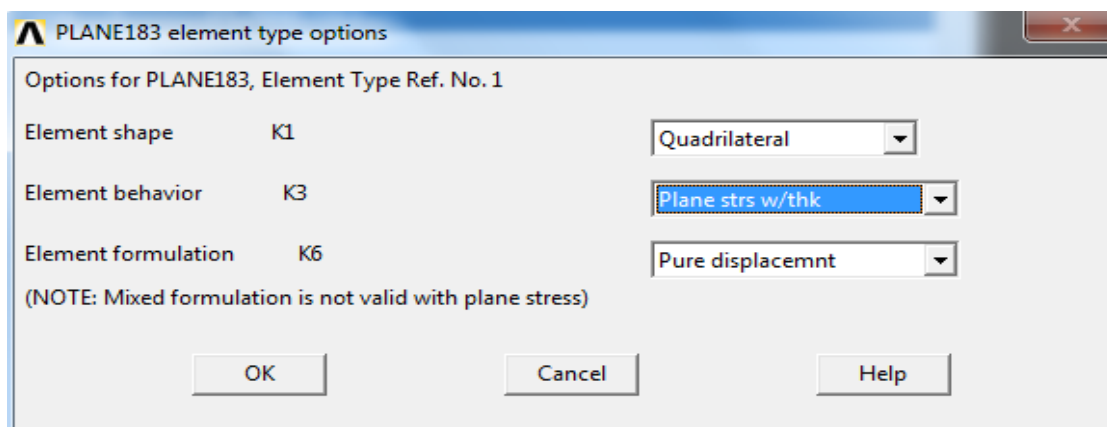 PLANE183 element type options
Options for PLANE183, Element Type Ref. No. 1
Element shape K1 Quadrilateral
Element behavior K3 Plane strs w/thk
Element formulation K6 Pure displacemnt
(NOTE: Mixed formulation is not valid with plane stress)
OK Cancel Help